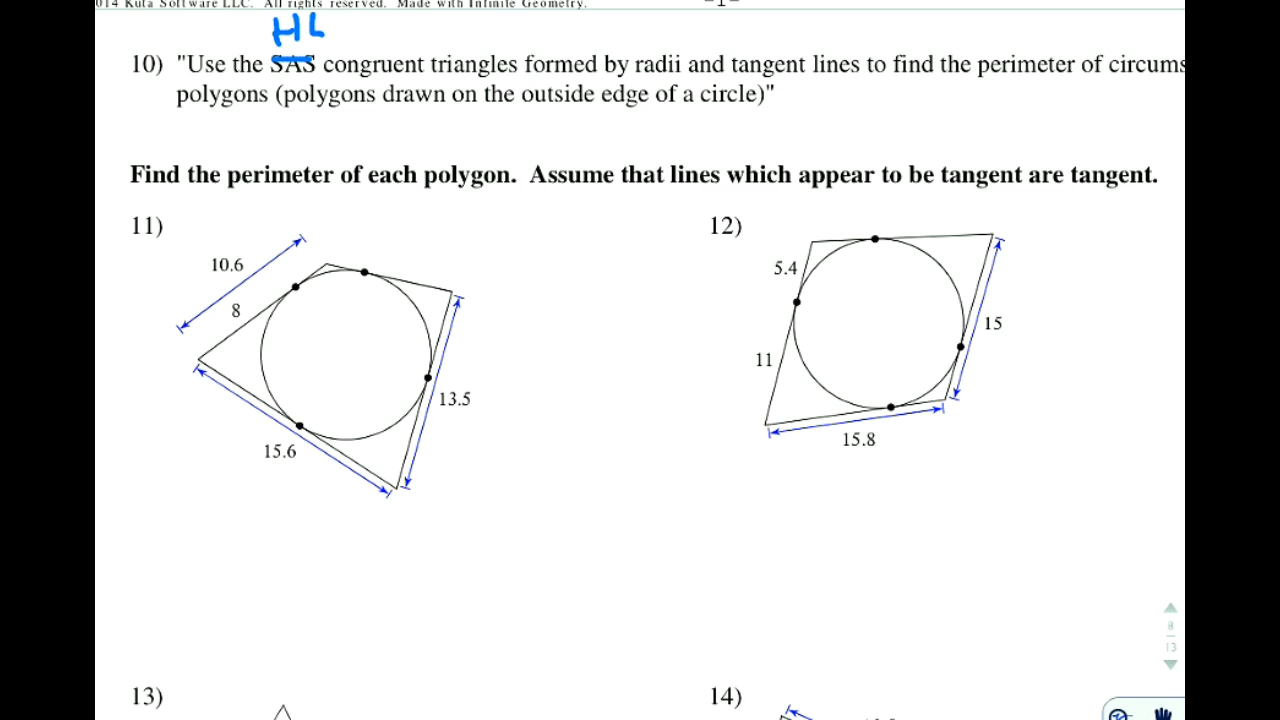 014 Kuta Software LLC. All rights reserved. Made with Infinite Geometry. -1-
HL
10) "Use the SAS congruent triangles formed by radii and tangent lines to find the perimeter of circums
polygons (polygons drawn on the outside edge of a circle)"
Find the perimeter of each polygon. Assume that lines which appear to be tangent are tangent.
11)
10.6
8
13.5
15.6
12)
5.4
15
11
15.8
8
13
13)
14)